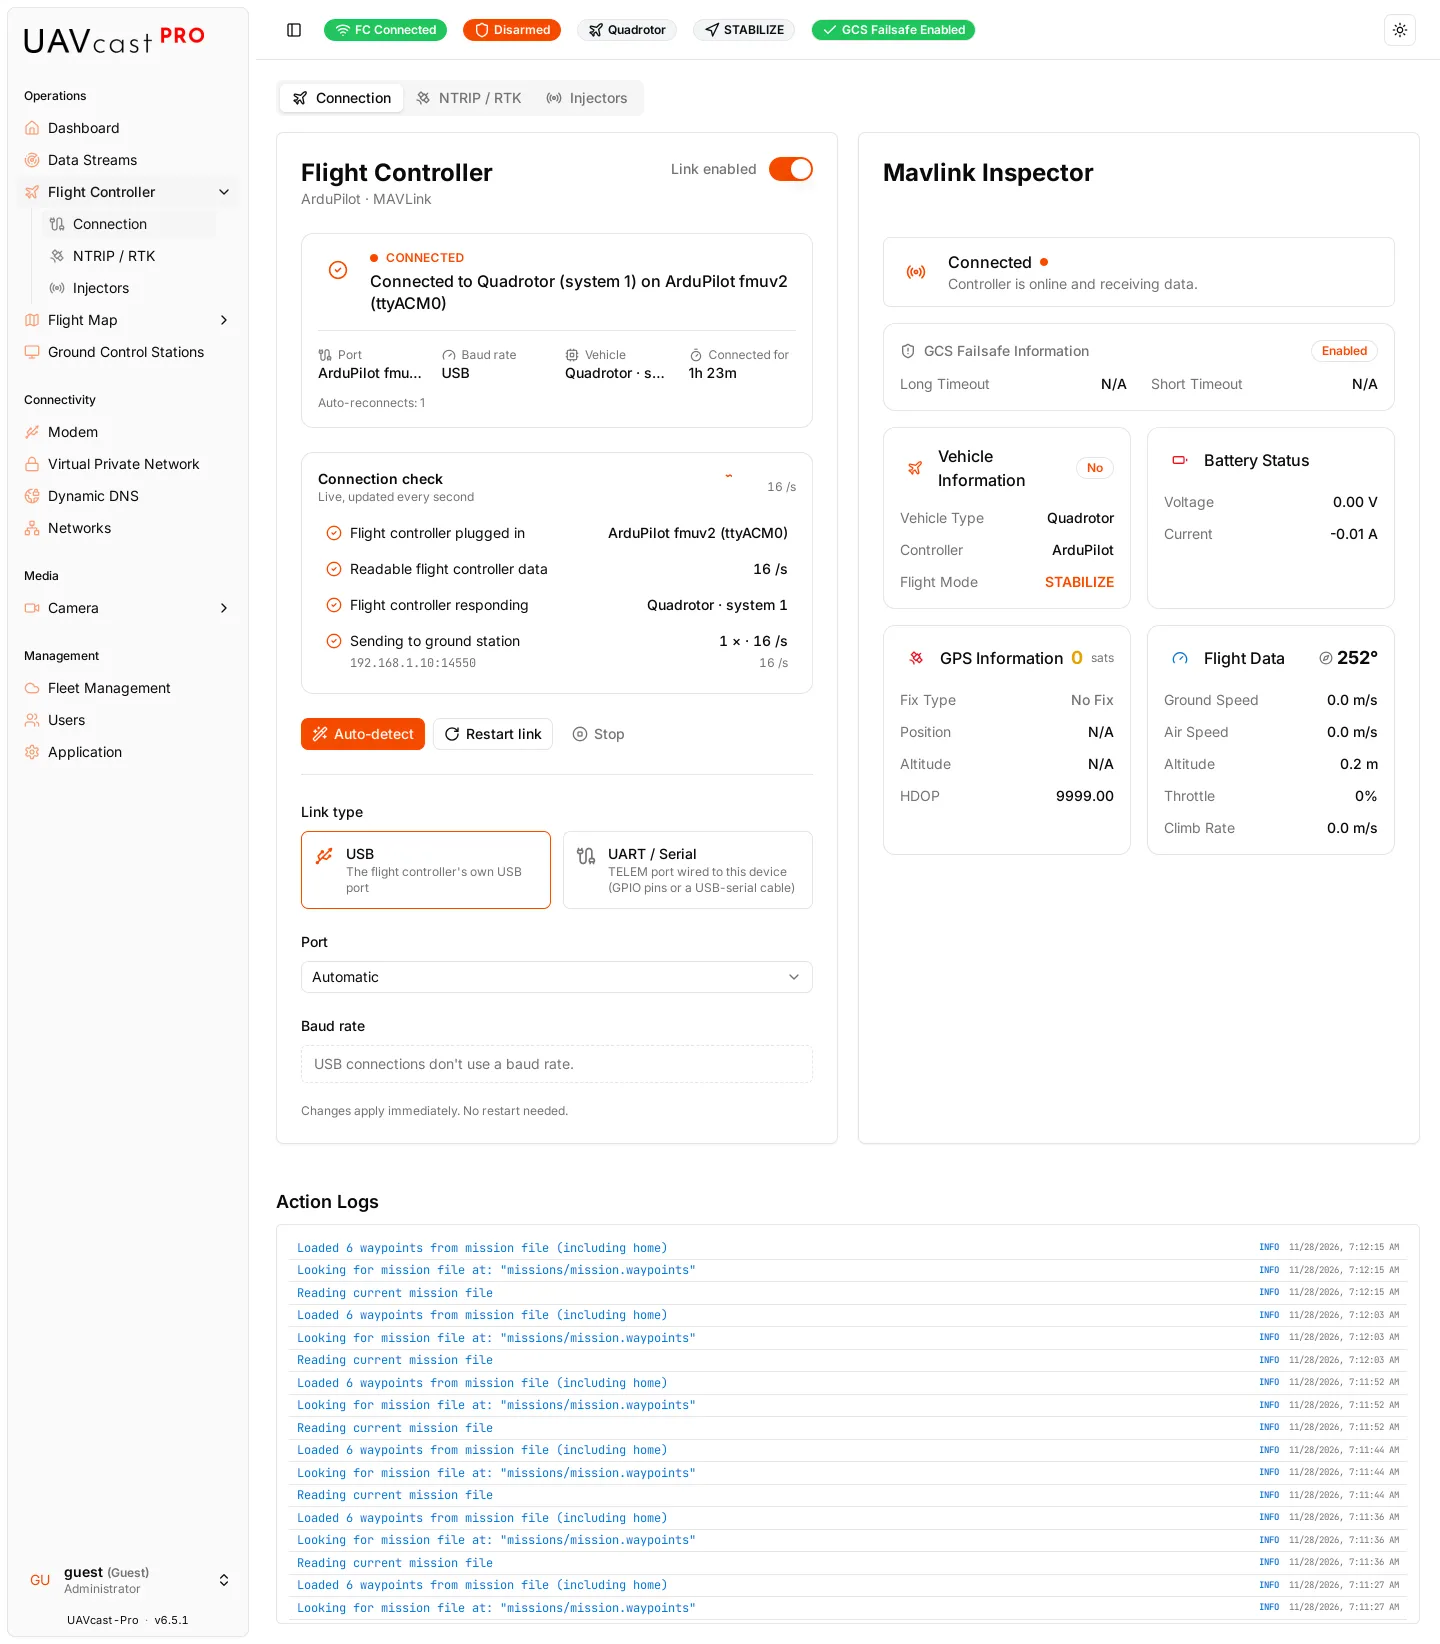 UAVcast PRO
Operations
Dashboard
Data Streams
Flight Controller
Connection
NTRIP / RTK
Injectors
Flight Map
Ground Control Stations
Connectivity
Modem
Virtual Private Network
Dynamic DNS
Networks
Media
Camera
Management
Fleet Management
Users
Application
GU
guest (Guest)
Administrator
UAVcast-Pro · v6.5.1
FC Connected
Disarmed
Quadrotor
STABILIZE
GCS Failsafe Enabled
Connection
NTRIP / RTK
Injectors
Flight Controller
Link enabled
ArduPilot · MAVLink
CONNECTED
Connected to Quadrotor (system 1) on ArduPilot fmuv2
(ttyACM0)
Port
ArduPilot fmu...
Baud rate
USB
Vehicle
Quadrotor · s...
Connected for
1h 23m
Auto-reconnects: 1
Connection check
Live, updated every second
16 /s
Flight controller plugged in ArduPilot fmuv2 (ttyACM0)
Readable flight controller data 16 /s
Flight controller responding Quadrotor · system 1
Sending to ground station 1 × · 16 /s
192.168.1.10:14550 16 /s
Auto-detect
Restart link
Stop
Link type
USB
The flight controller's own USB
port
UART / Serial
TELEM port wired to this device
(GPIO pins or a USB-serial cable)
Port
Automatic
Baud rate
USB connections don't use a baud rate.
Changes apply immediately. No restart needed.
Mavlink Inspector
Connected
Controller is online and receiving data.
GCS Failsafe Information Enabled
Long Timeout N/A Short Timeout N/A
Vehicle
Information
No
Vehicle Type Quadrotor
Controller ArduPilot
Flight Mode STABILIZE
Battery Status
Voltage 0.00 V
Current -0.01 A
GPS Information 0 sats
Fix Type No Fix
Position N/A
Altitude N/A
HDOP 9999.00
Flight Data 252°
Ground Speed 0.0 m/s
Air Speed 0.0 m/s
Altitude 0.2 m
Throttle 0%
Climb Rate 0.0 m/s
Action Logs
Loaded 6 waypoints from mission file (including home) INFO 11/28/2026, 7:12:15 AM
Looking for mission file at: "missions/mission.waypoints" INFO 11/28/2026, 7:12:15 AM
Reading current mission file INFO 11/28/2026, 7:12:15 AM
Loaded 6 waypoints from mission file (including home) INFO 11/28/2026, 7:12:03 AM
Looking for mission file at: "missions/mission.waypoints" INFO 11/28/2026, 7:12:03 AM
Reading current mission file INFO 11/28/2026, 7:12:03 AM
Loaded 6 waypoints from mission file (including home) INFO 11/28/2026, 7:11:52 AM
Looking for mission file at: "missions/mission.waypoints" INFO 11/28/2026, 7:11:52 AM
Reading current mission file INFO 11/28/2026, 7:11:52 AM
Loaded 6 waypoints from mission file (including home) INFO 11/28/2026, 7:11:44 AM
Looking for mission file at: "missions/mission.waypoints" INFO 11/28/2026, 7:11:44 AM
Reading current mission file INFO 11/28/2026, 7:11:44 AM
Loaded 6 waypoints from mission file (including home) INFO 11/28/2026, 7:11:36 AM
Looking for mission file at: "missions/mission.waypoints" INFO 11/28/2026, 7:11:36 AM
Reading current mission file INFO 11/28/2026, 7:11:36 AM
Loaded 6 waypoints from mission file (including home) INFO 11/28/2026, 7:11:27 AM
Looking for mission file at: "missions/mission.waypoints" INFO 11/28/2026, 7:11:27 AM